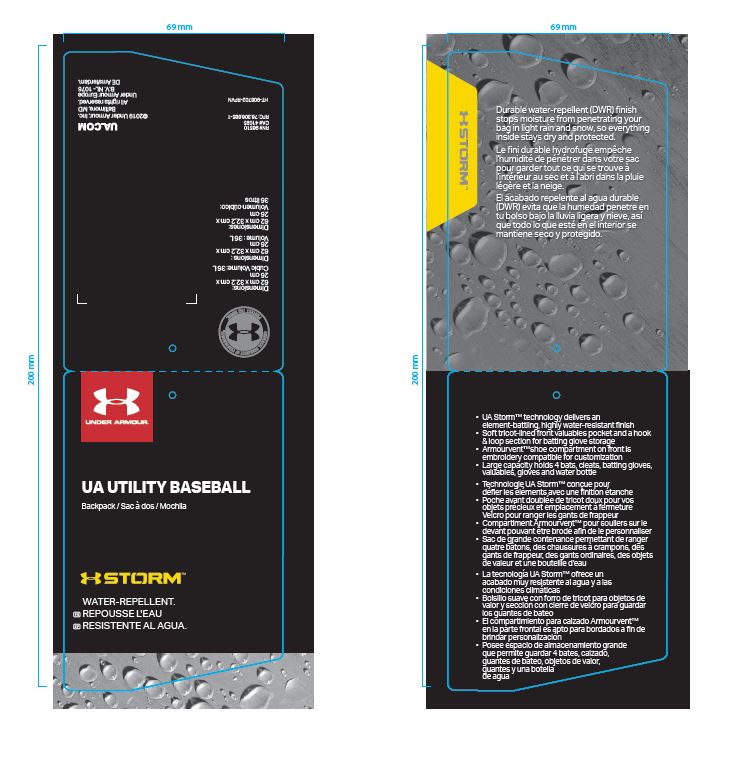 69 mm
200 mm
UA.COM
©2019 Under Armour, Inc.
Baltimore, MD,
All rights reserved.
Under Armour Europe
B.V. NL- 1076
DE Amsterdam.
RN# 96510
CA# 41095
Dimensions:
62 cm x 32,2 cm x
26 cm
Cubic Volume: 36L
Dimensions :
62 cm x 32,2 cm x
26 cm
Volume : 36 L
Dimensiones:
62 cm x 32,2 cm x
26 cm
Volumen cúbico:
36 litros
UNDER ARMOUR.
UA UTILITY BASEBALL
Backpack / Sac à dos / Mochila
STORM™
WATER-REPELLENT.
FR REPOUSSE L'EAU
SP RESISTENTE AL AGUA.
69 mm
200 mm
STORM™
Durable water-repellent (DWR) finish
stops moisture from penetrating your
bag in light rain and snow, so everything
inside stays dry and protected.
Le fini durable hydrofuge empêche
l'humidité de pénétrer dans votre sac
pour garder tout ce qui se trouve à
l'intérieur au sec et à l'abri dans la pluie
légère et la neige.
El acabado repelente al agua durable
(DWR) evita que la humedad penetre en
tu bolso bajo la lluvia ligera y nieve, así
que todo lo que esté en el interior se
mantiene seco y protegido.
• UA Storm™ technology delivers an
element-battling, highly water-resistant finish
• Soft tricot-lined front valuables pocket and a hook
& loop section for batting glove storage
• Armourvent™shoe compartment on front is
embroidery compatible for customization
• Large capacity holds 4 bats, cleats, batting gloves,
valuables, gloves and water bottle
• Technologie UA Storm™ conçue pour
défier les éléments avec une finition étanche
• Poche avant doublée de tricot doux pour vos
objets précieux et emplacement à fermeture
Velcro pour ranger les gants de frappeur
• Compartiment Armourvent™ pour souliers sur le
devant pouvant être brodé afin de le personnaliser
• Sac de grande contenance permettant de ranger
quatre bâtons, des chaussures à crampons, des
gants de frappeur, des gants ordinaires, des objets
de valeur et une bouteille d'eau
• La tecnología UA Storm™ ofrece un
acabado muy resistente al agua y a las
condiciones climáticas
• Bolsillo suave con forro de tricot para objetos de
valor y sección con cierre de velcro para guardar
los guantes de bateo
• El compartimiento para calzado Armourvent™
en la parte frontal es apto para bordados a fin de
brindar personalización
• Posee espacio de almacenamiento grande
que permite guardar 4 bates, calzado,
guantes de bateo, objetos de valor,
guantes y una botella
de agua